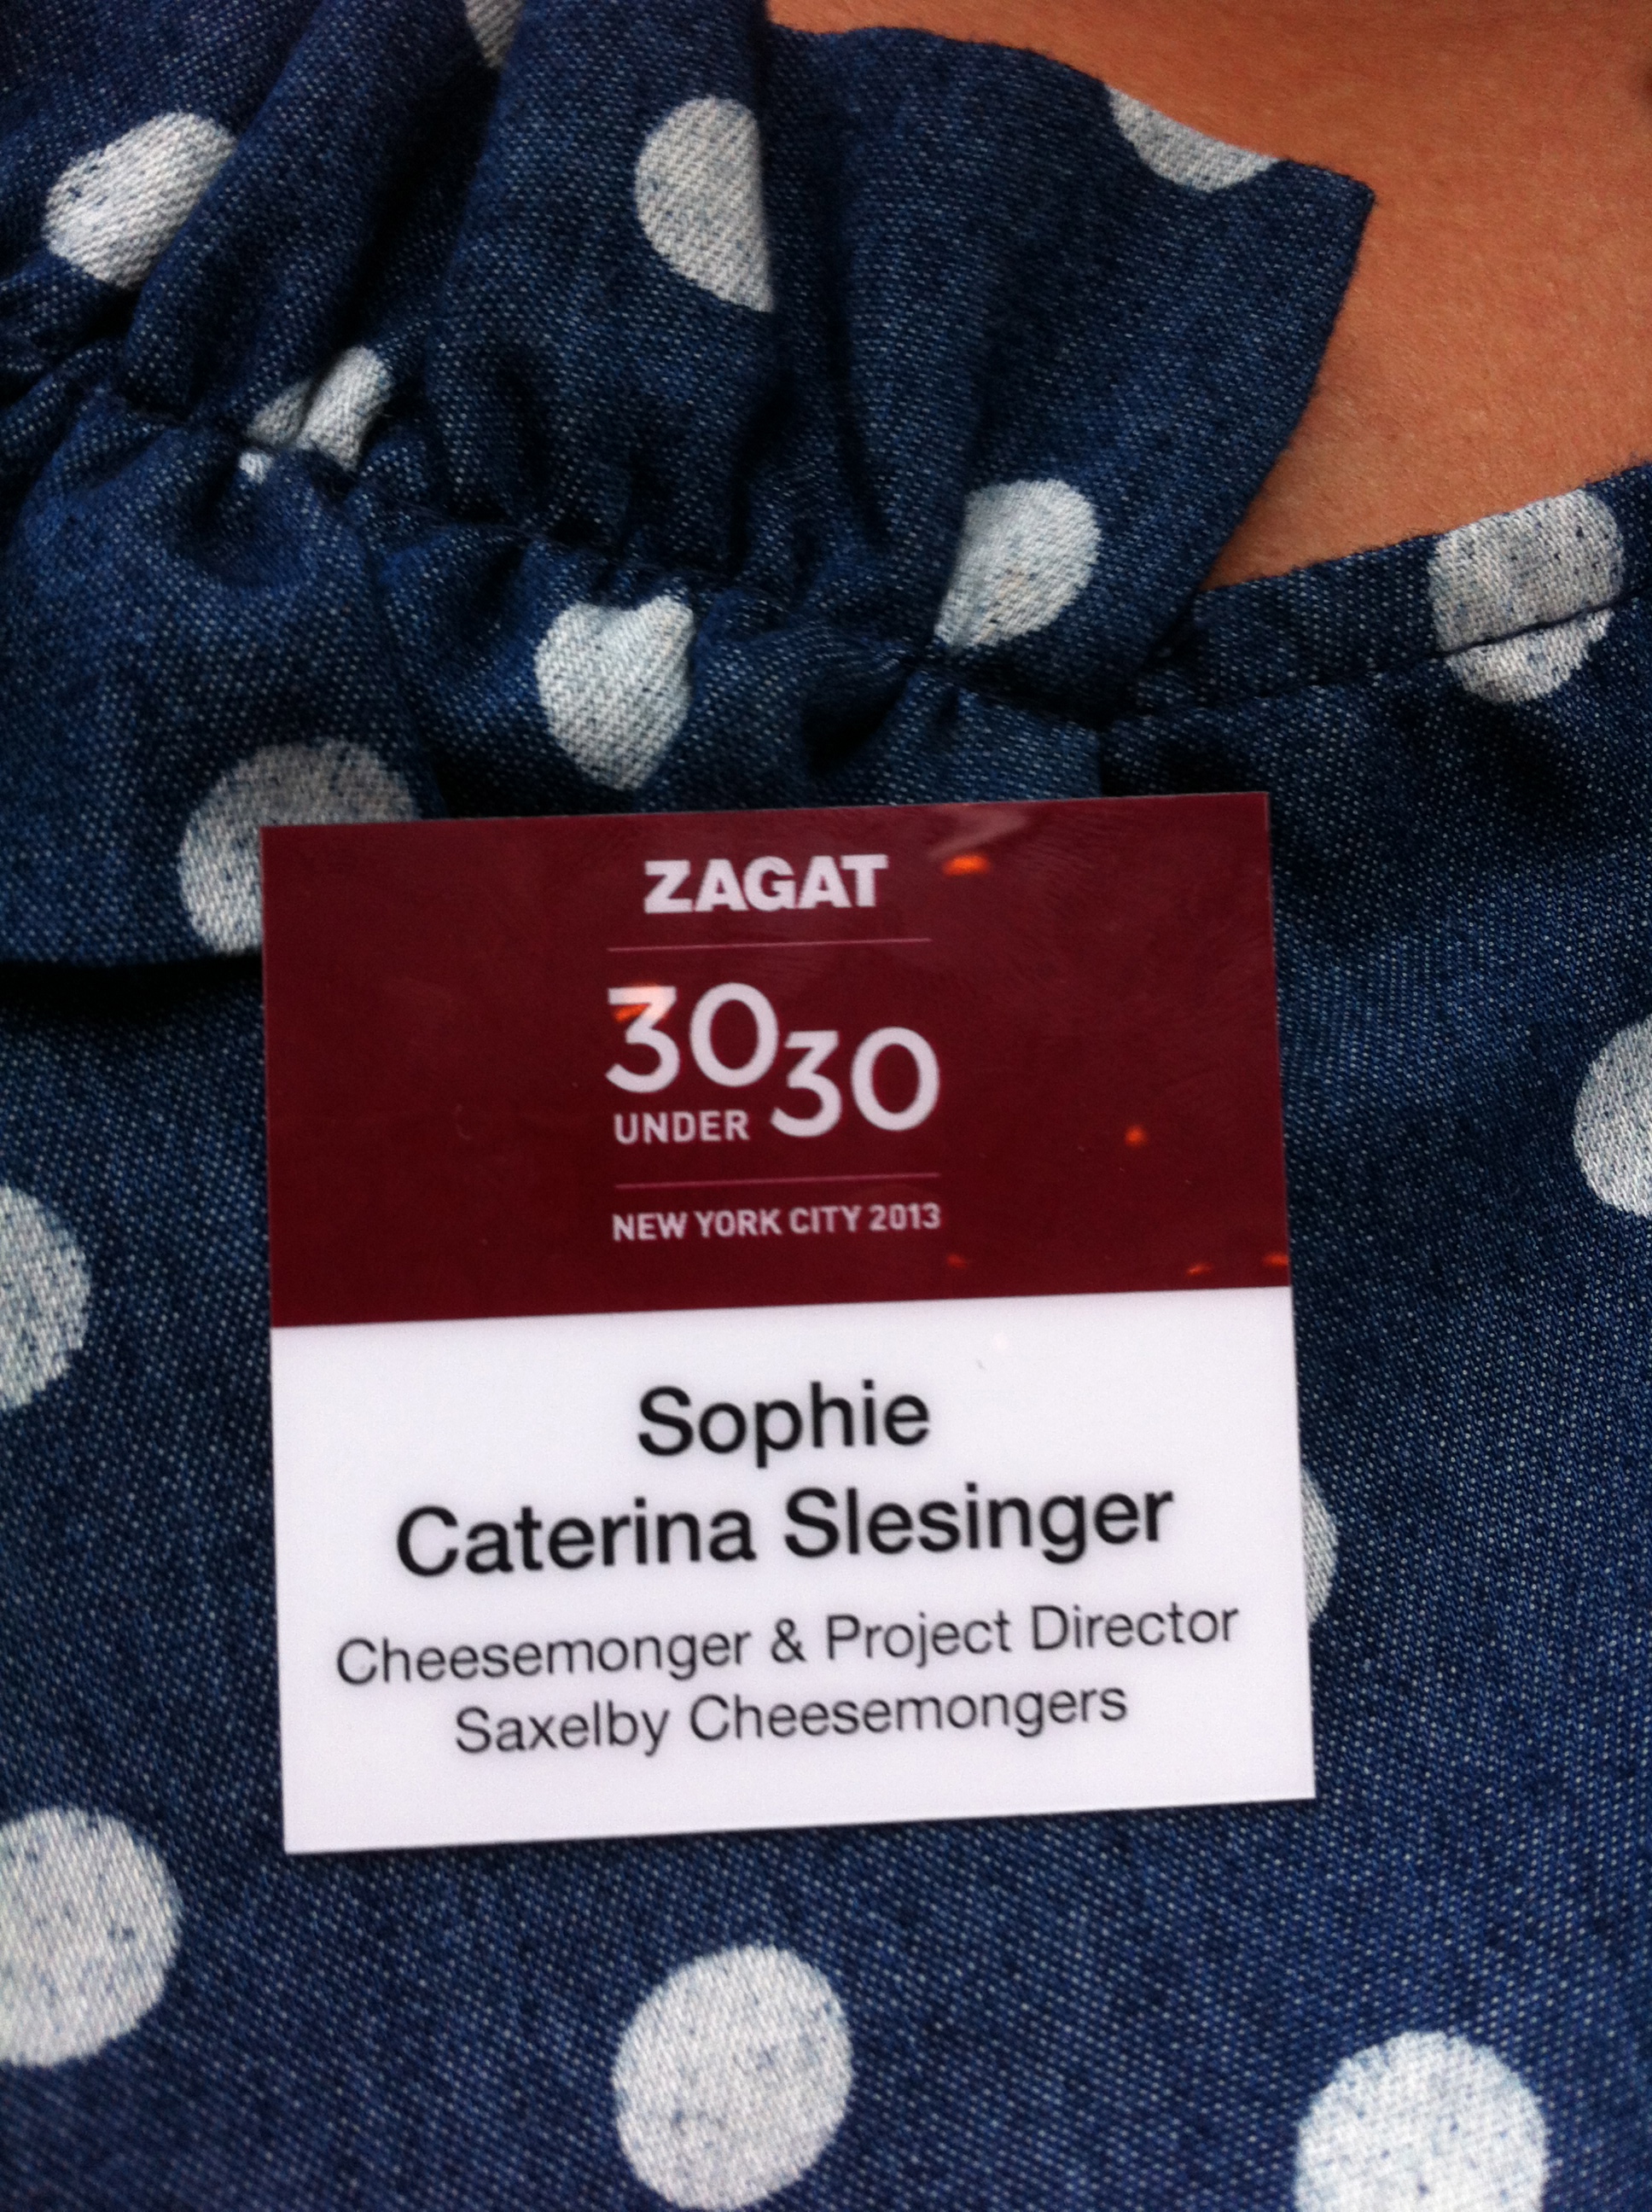 ZAGAT
30
30
UNDER
NEW YORK CITY 2013
Sophie
Caterina Slesinger
Cheesemonger & Project Director
Saxelby Cheesemongers